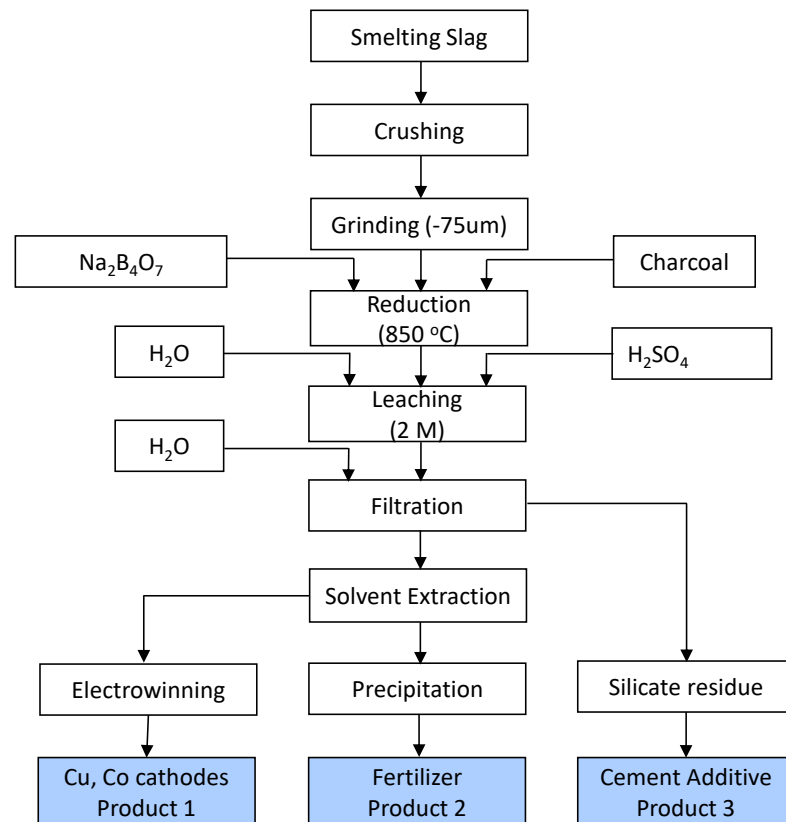 Smelting Slag
Crushing
Grinding (-75um)
Na₂B₄O₇
Charcoal
Reduction
(850 ºC)
H₂O
H₂SO₄
Leaching
(2 M)
H₂O
Filtration
Solvent Extraction
Electrowinning
Precipitation
Silicate residue
Cu, Co cathodes
Product 1
Fertilizer
Product 2
Cement Additive
Product 3